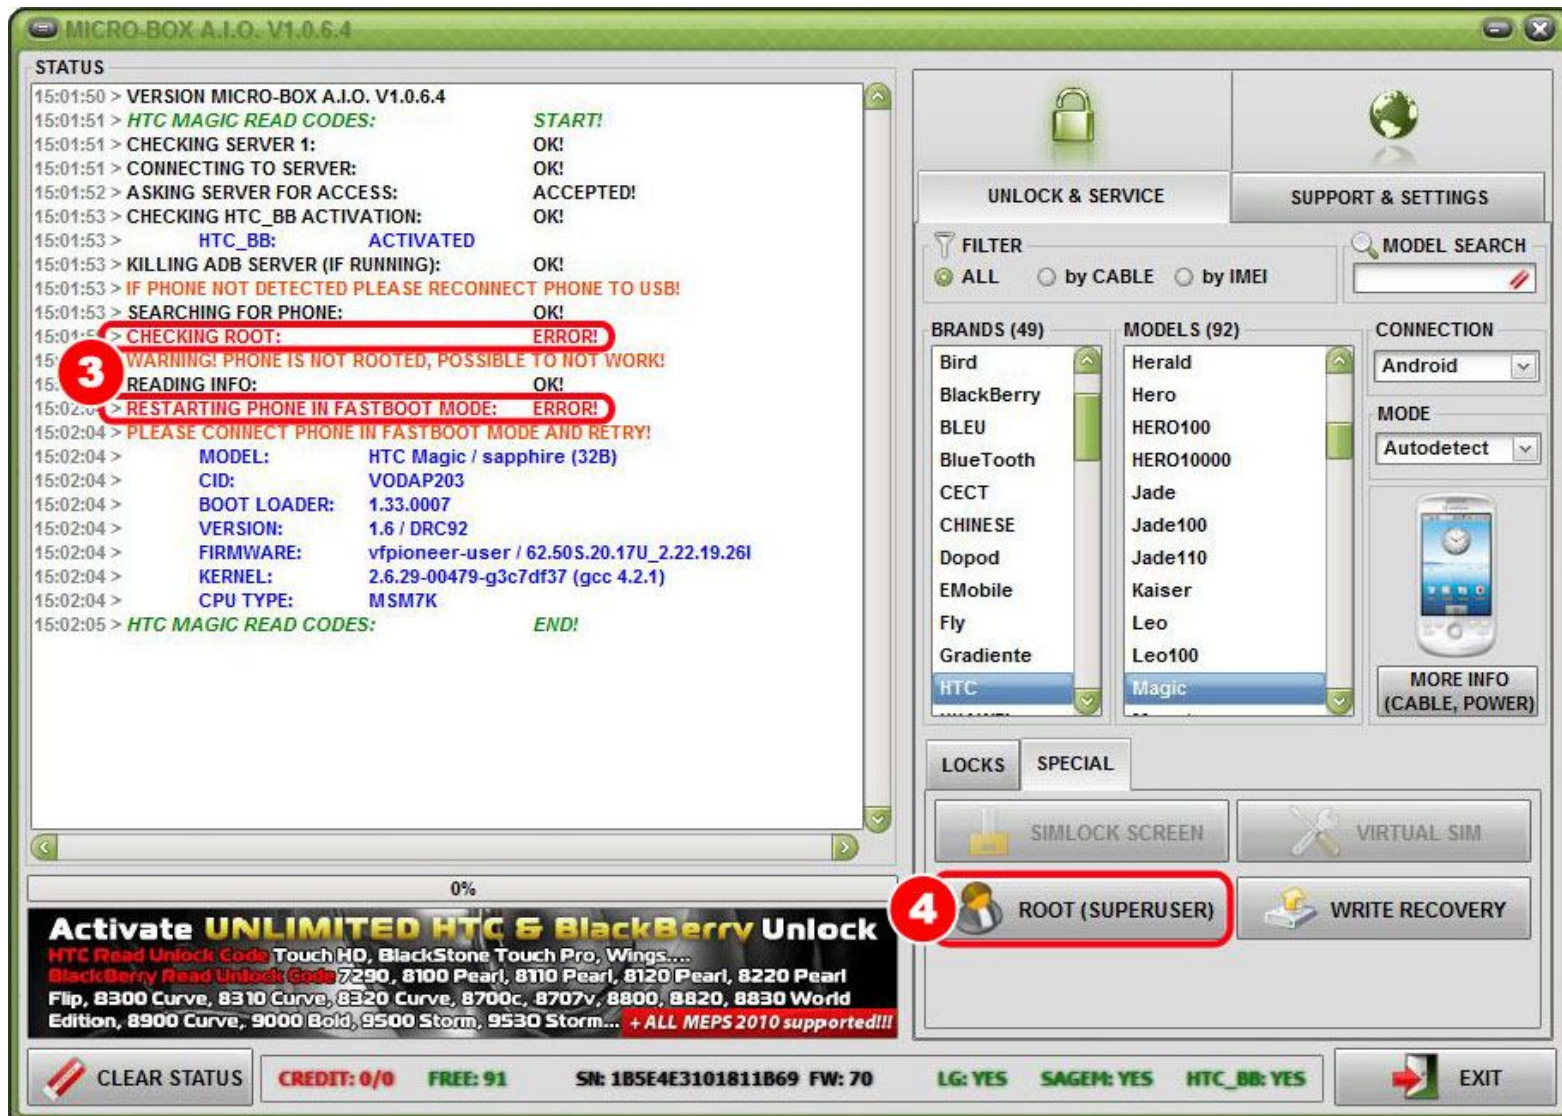 MICRO-BOX A.I.O. V1.0.6.4
STATUS
15:01:50 > VERSION MICRO-BOX A.I.O. V1.0.6.4
15:01:51 > HTC MAGIC READ CODES: START!
15:01:51 > CHECKING SERVER 1: OK!
15:01:51 > CONNECTING TO SERVER: OK!
15:01:52 > ASKING SERVER FOR ACCESS: ACCEPTED!
15:01:53 > CHECKING HTC_BB ACTIVATION: OK!
15:01:53 > HTC_BB: ACTIVATED
15:01:53 > KILLING ADB SERVER (IF RUNNING): OK!
15:01:53 > IF PHONE NOT DETECTED PLEASE RECONNECT PHONE TO USB!
15:01:53 > SEARCHING FOR PHONE: OK!
> CHECKING ROOT: ERROR!
3
WARNING! PHONE IS NOT ROOTED, POSSIBLE TO NOT WORK!
READING INFO: OK!
> RESTARTING PHONE IN FASTBOOT MODE: ERROR!
15:02:04 > PLEASE CONNECT PHONE IN FASTBOOT MODE AND RETRY!
15:02:04 > MODEL: HTC Magic / sapphire (32B)
15:02:04 > CID: VODAP203
15:02:04 > BOOT LOADER: 1.33.0007
15:02:04 > VERSION: 1.6 / DRC92
15:02:04 > FIRMWARE: vfpioneer-user / 62.50S.20.17U_2.22.19.26I
15:02:04 > KERNEL: 2.6.29-00479-g3c7df37 (gcc 4.2.1)
15:02:04 > CPU TYPE: MSM7K
15:02:05 > HTC MAGIC READ CODES: END!
0%
Activate UNLIMITED HTC & BlackBerry Unlock
HTC Read Unlock Code Touch HD, BlackStone Touch Pro, Wings....
BlackBerry Read Unlock Code 7290, 8100 Pearl, 8110 Pearl, 8120 Pearl, 8220 Pearl
Flip, 8300 Curve, 8310 Curve, 8320 Curve, 8700c, 8707v, 8800, 8820, 8830 World
Edition, 8900 Curve, 9000 Bold, 9500 Storm, 9530 Storm... + ALL MEPS 2010 supported!!!
UNLOCK & SERVICE
SUPPORT & SETTINGS
FILTER
ALL by CABLE by IMEI
MODEL SEARCH
BRANDS (49)
Bird
BlackBerry
BLEU
BlueTooth
CECT
CHINESE
Dopod
EMobile
Fly
Gradiente
HTC
MODELS (92)
Herald
Hero
HERO100
HERO10000
Jade
Jade100
Jade110
Kaiser
Leo
Leo100
Magic
CONNECTION
Android
MODE
Autodetect
MORE INFO
(CABLE, POWER)
LOCKS SPECIAL
SIMLOCK SCREEN
VIRTUAL SIM
4
ROOT (SUPERUSER)
WRITE RECOVERY
CLEAR STATUS
CREDIT: 0/0 FREE: 91 SN: 1B5E4E3101811B69 FW: 70 LG: YES SAGEM: YES HTC_BB: YES
EXIT